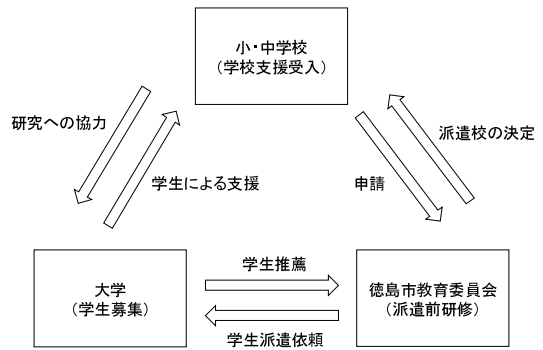 小・中学校
（学校支援受入）
研究への協力
派遣校の決定
学生による支援
申請
学生推薦
大学
（学生募集）
徳島市教育委員会
（派遣前研修）
学生派遣依頼